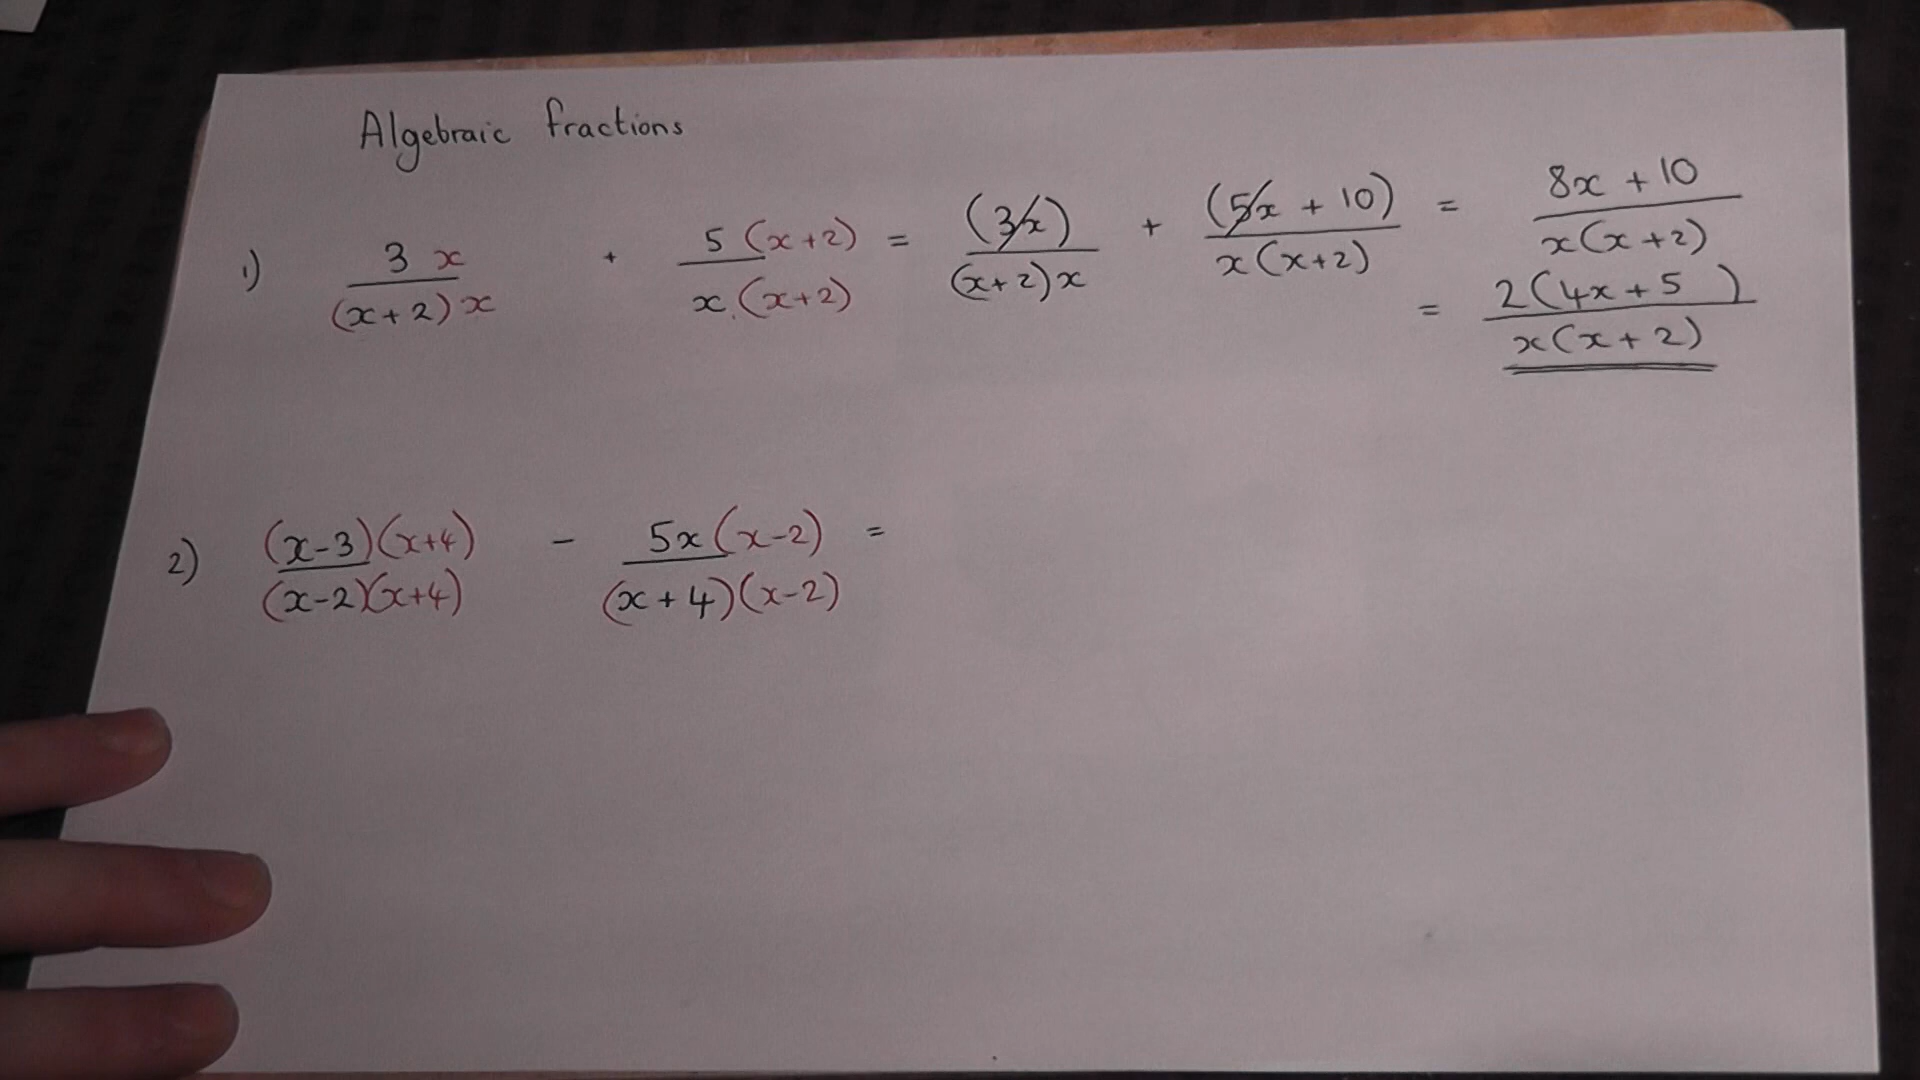 Algebraic fractions
1) 3x/(x+2)x + 5(x+2)/x.(x+2) = (3x)/(x+2)x + (5x + 10)/x(x+2) = 8x + 10/x(x+2)
= 2(4x+5)/x(x+2)
2) (x-3)(x+4)/(x-2)(x+4) - 5x(x-2)/(x+4)(x-2) =